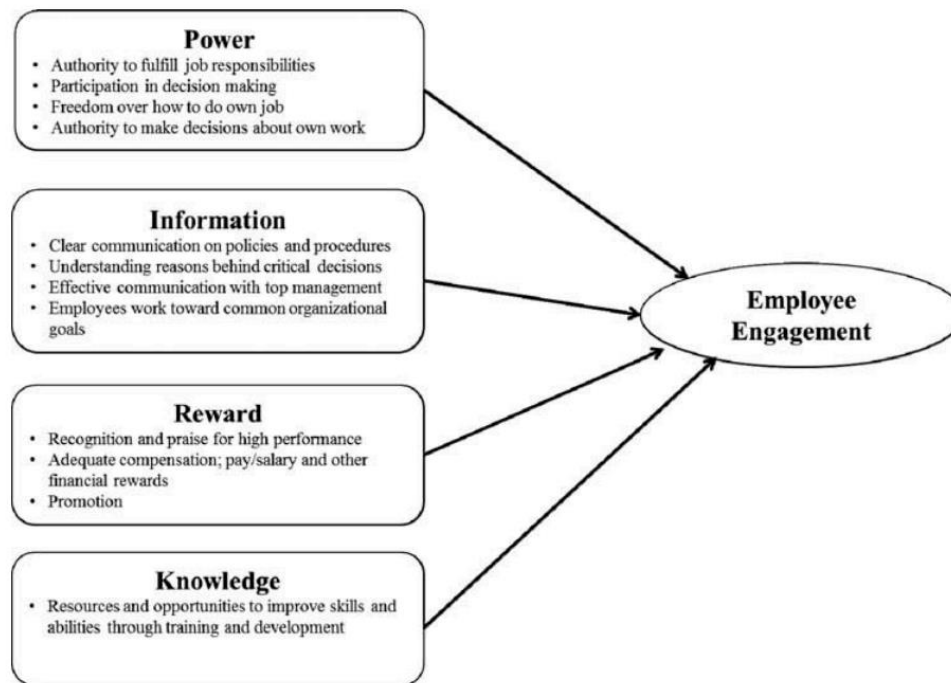 Power
• Authority to fulfill job responsibilities
• Participation in decision making
• Freedom over how to do own job
• Authority to make decisions about own work
Information
• Clear communication on policies and procedures
• Understanding reasons behind critical decisions
• Effective communication with top management
• Employees work toward common organizational
goals
Reward
• Recognition and praise for high performance
• Adequate compensation; pay/salary and other
financial rewards
• Promotion
Knowledge
• Resources and opportunities to improve skills and
abilities through training and development
Employee
Engagement